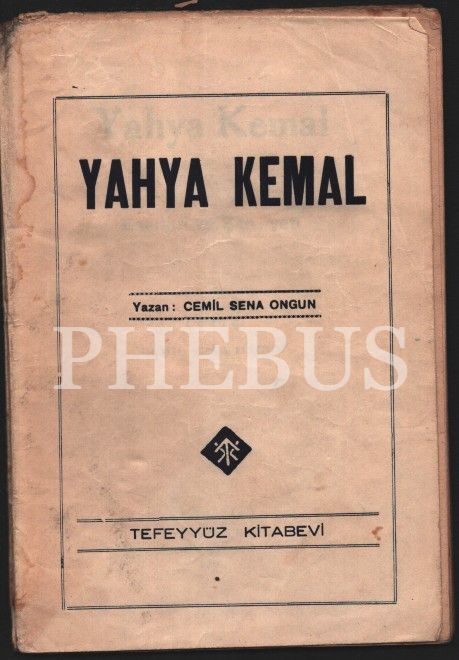 Yahya Kemal
YAHYA KEMAL
Yazan: CEMİL SENA ONGUN
PHEBUS
TEFEYYÜZ KİTABEVİ